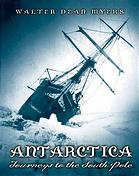 WALTER DEAN MYERS
ANTARCTICA
Journeys to the South Pole